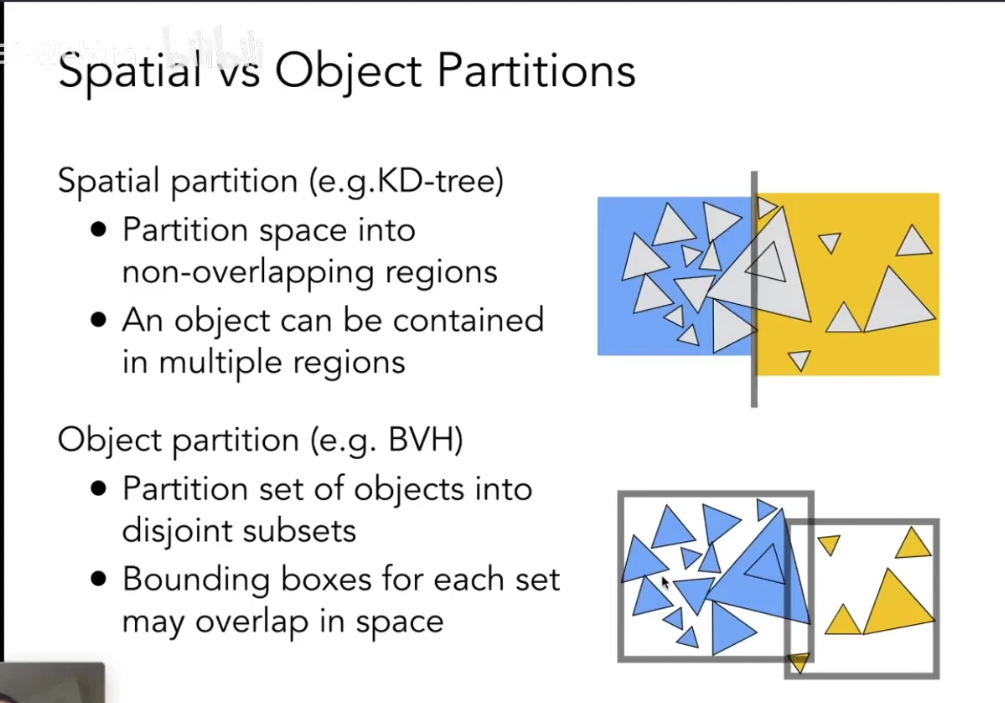 Spatial vs Object Partitions
Spatial partition (e.g.KD-tree)
● Partition space into
non-overlapping regions
● An object can be contained
in multiple regions
Object partition (e.g. BVH)
● Partition set of objects into
disjoint subsets
● Bounding boxes for each set
may overlap in space